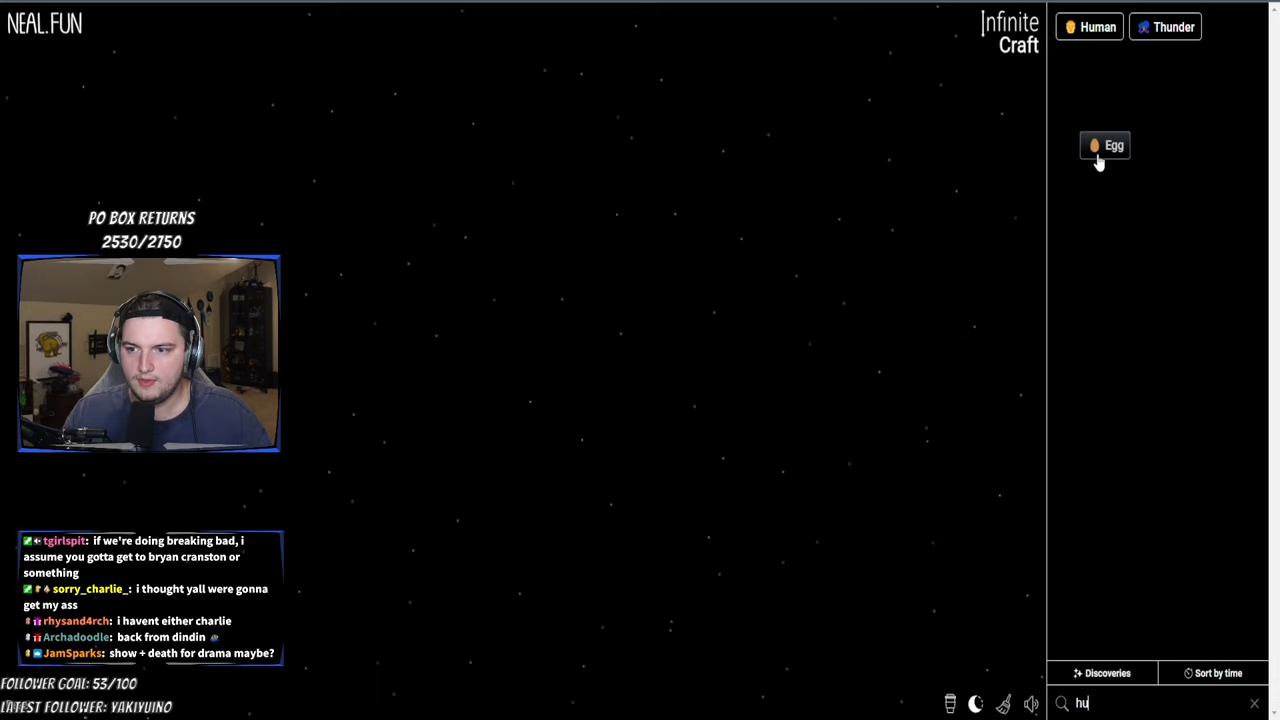 NEAL.FUN
Infinite
Craft
Human
Thunder
Egg
PO BOX RETURNS
2530/2750
tgirlspit: if we're doing breaking bad, i
assume you gotta get to bryan cranston or
something
sorry_charlie_: i thought yall were gonna
get my ass
rhysand4rch: i havent either charlie
Archadoodle: back from dindin
JamSparks: show + death for drama maybe?
FOLLOWER GOAL: 53/100
LATEST FOLLOWER: YAKIYUINO
Discoveries
Sort by time
hu